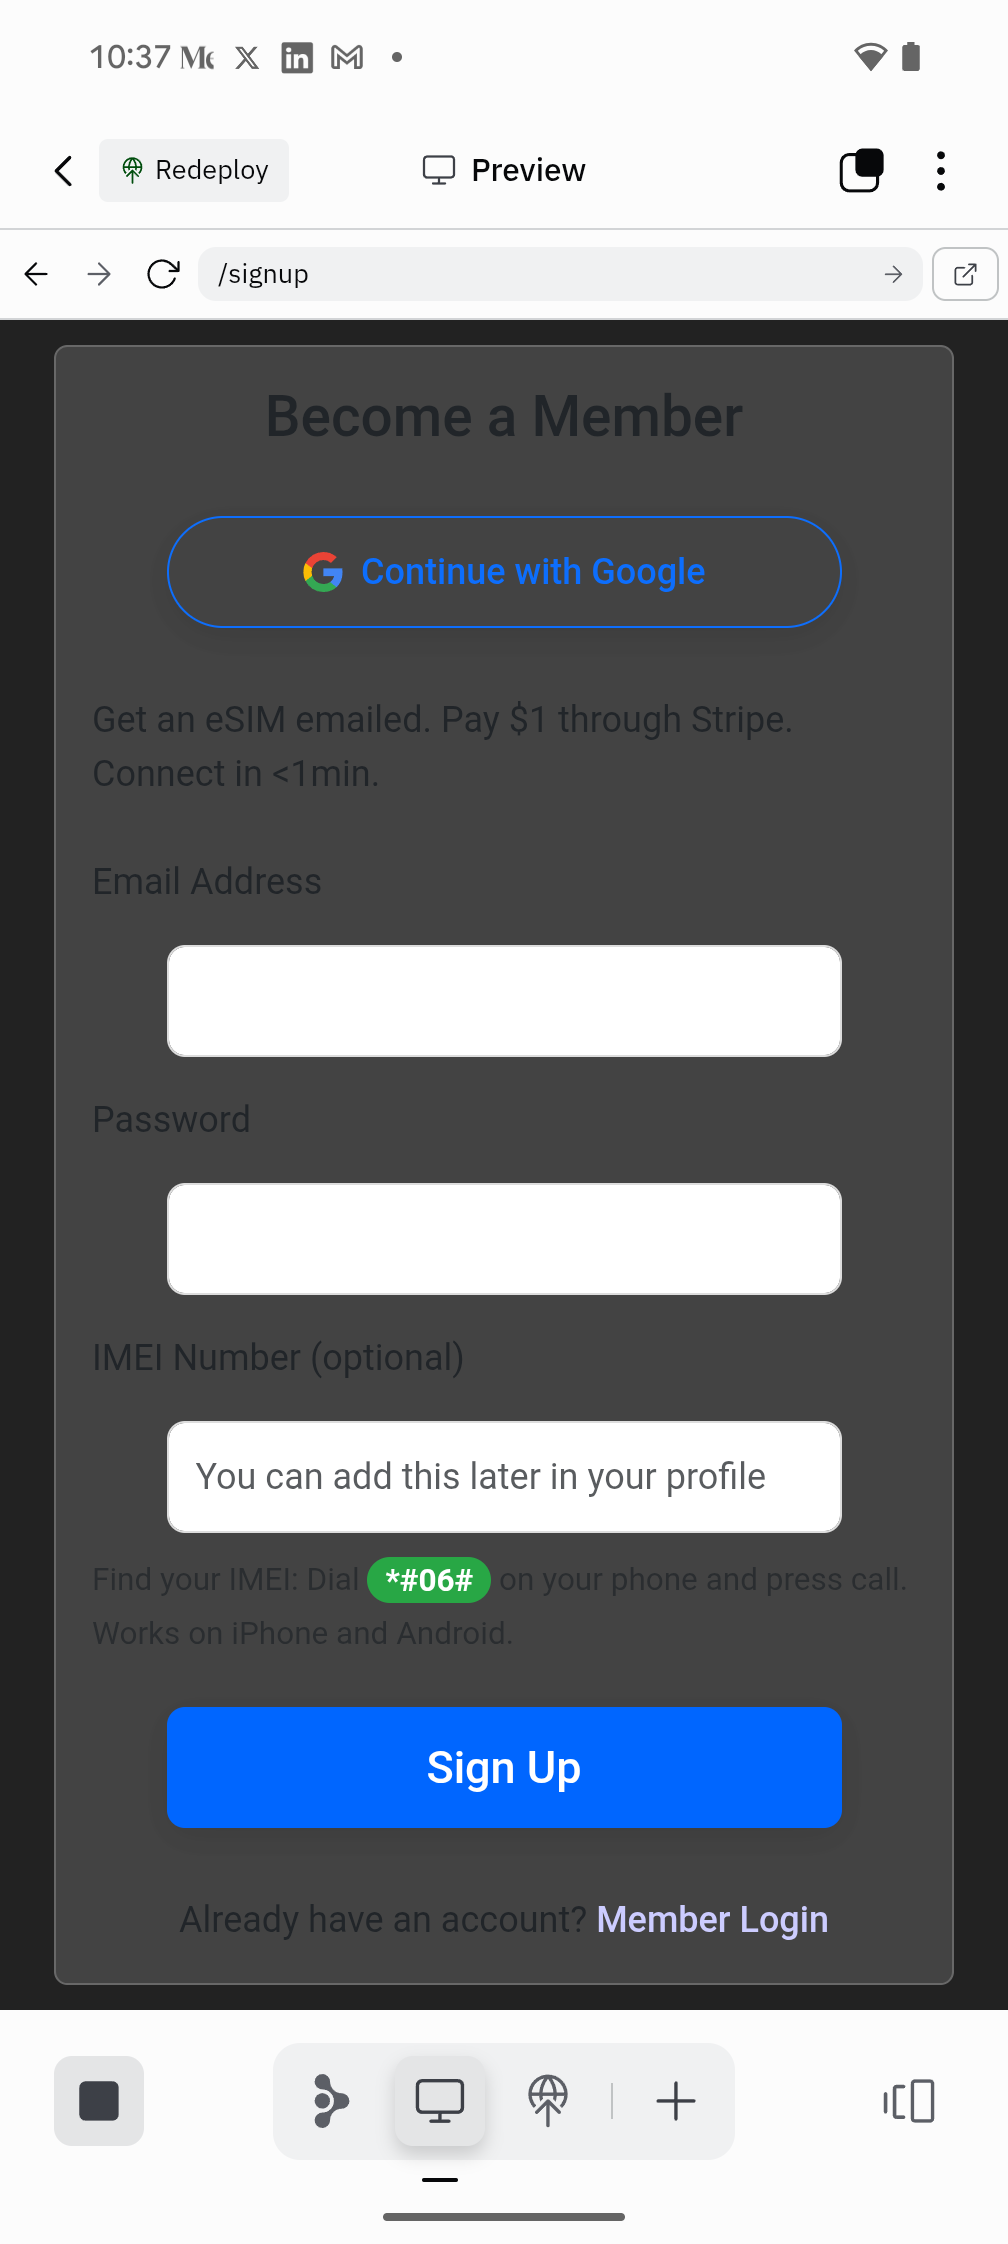 10:37
Redeploy
Preview
/signup
Become a Member
Continue with Google
Get an eSIM emailed. Pay $1 through Stripe.
Connect in <1min.
Email Address
Password
IMEI Number (optional)
You can add this later in your profile
Find your IMEI: Dial *#06# on your phone and press call.
Works on iPhone and Android.
Sign Up
Already have an account? Member Login